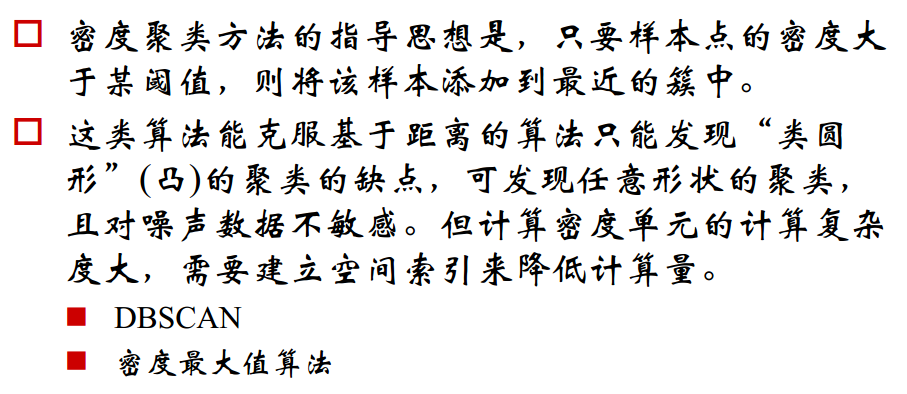 密度聚类方法的指导思想是，只要样本点的密度大
于某阈值，则将该样本添加到最近的簇中。
这类算法能克服基于距离的算法只能发现“类圆
形”(凸)的聚类的缺点，可发现任意形状的聚类，
且对噪声数据不敏感。但计算密度单元的计算复杂
度大，需要建立空间索引来降低计算量。
DBSCAN
密度最大值算法